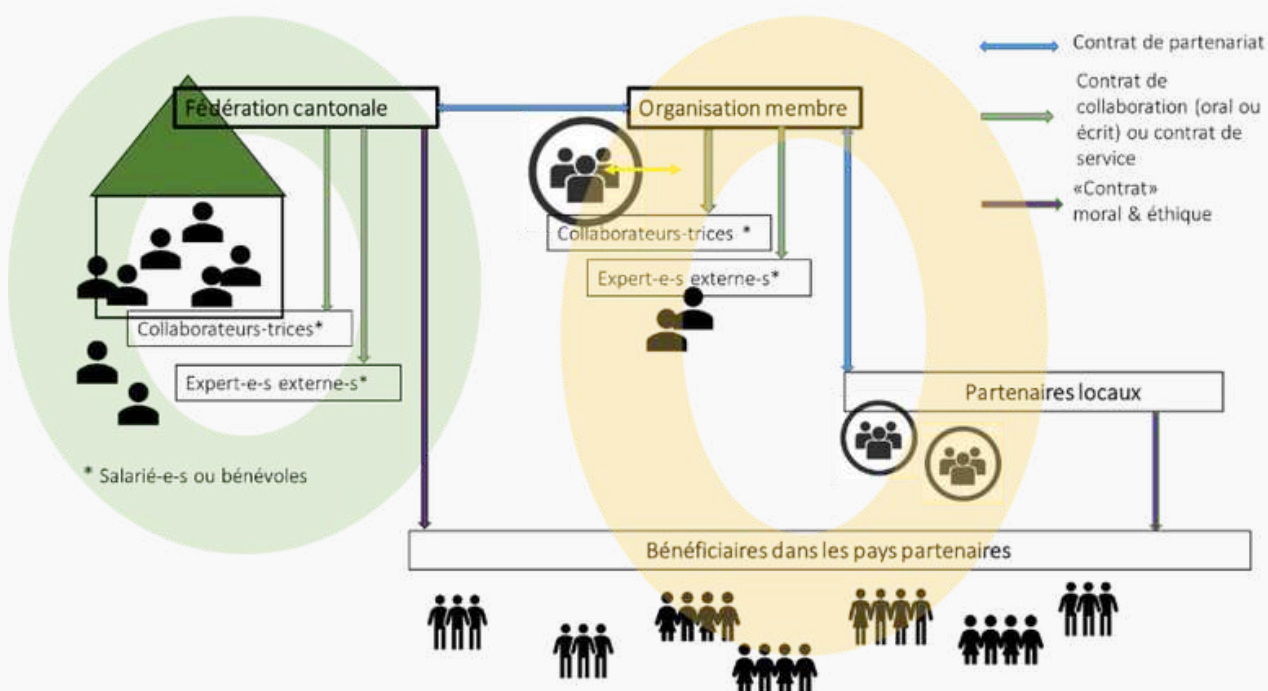 Contrat de partenariat
Contrat de
collaboration (oral ou
écrit) ou contrat de
service
«Contrat»
moral & éthique
Fédération cantonale
Organisation membre
Collaborateurs-trices *
Expert-e-s externe-s*
Collaborateurs-trices*
Expert-e-s externe-s*
Partenaires locaux
* Salarié-e-s ou bénévoles
Bénéficiaires dans les pays partenaires